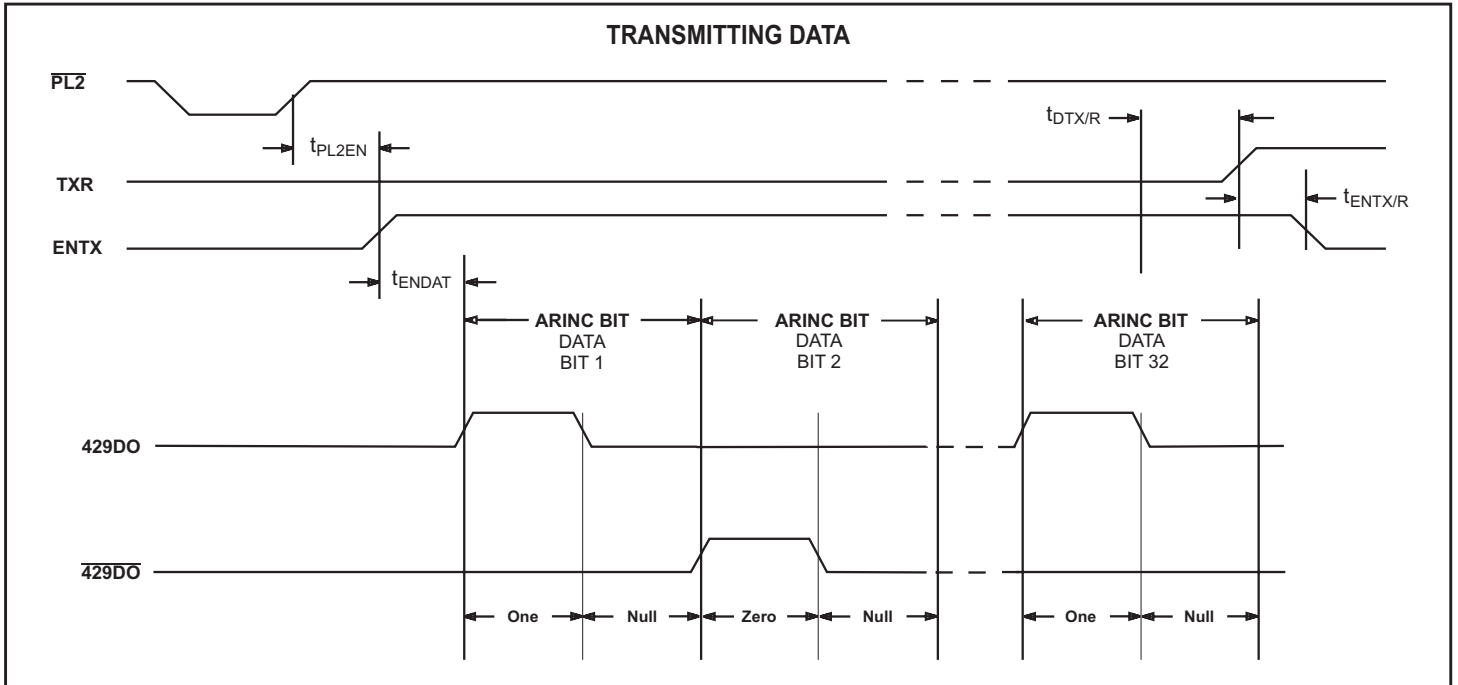 TRANSMITTING DATA
PL2
tDTX/R
tPL2EN
TXR
tENTX/R
ENTX
tENDAT
ARINC BIT
DATA
BIT 1
ARINC BIT
DATA
BIT 2
ARINC BIT
DATA
BIT 32
429DO
429DO
One
Null
Zero
Null
One
Null